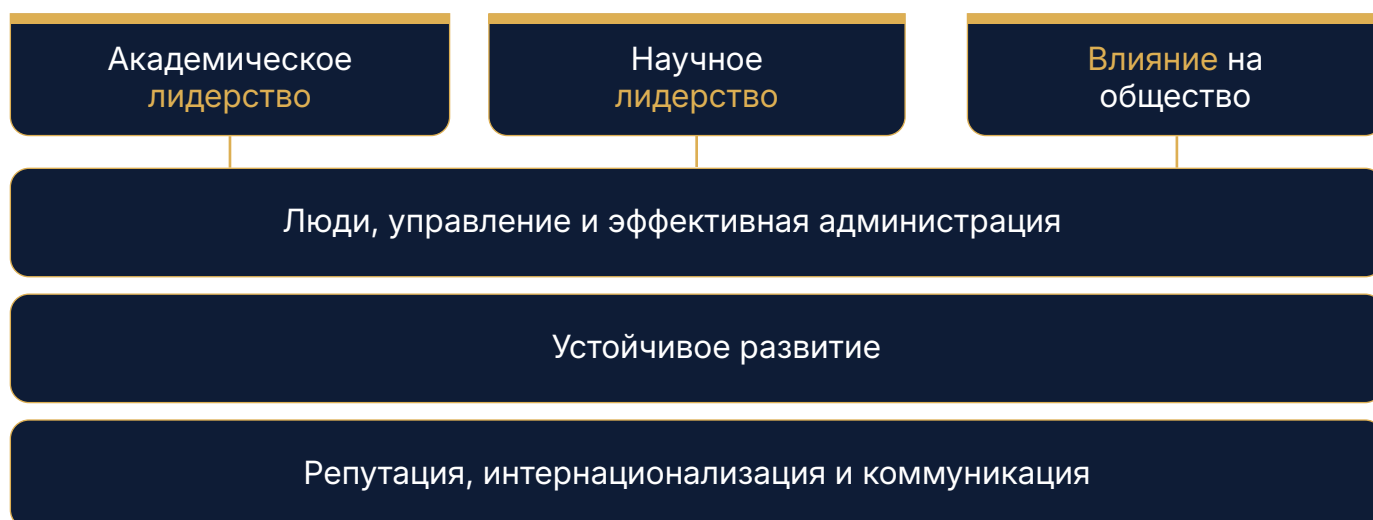 Академическое
лидерство
Научное
лидерство
Влияние на
общество
Люди, управление и эффективная администрация
Устойчивое развитие
Репутация, интернационализация и коммуникация